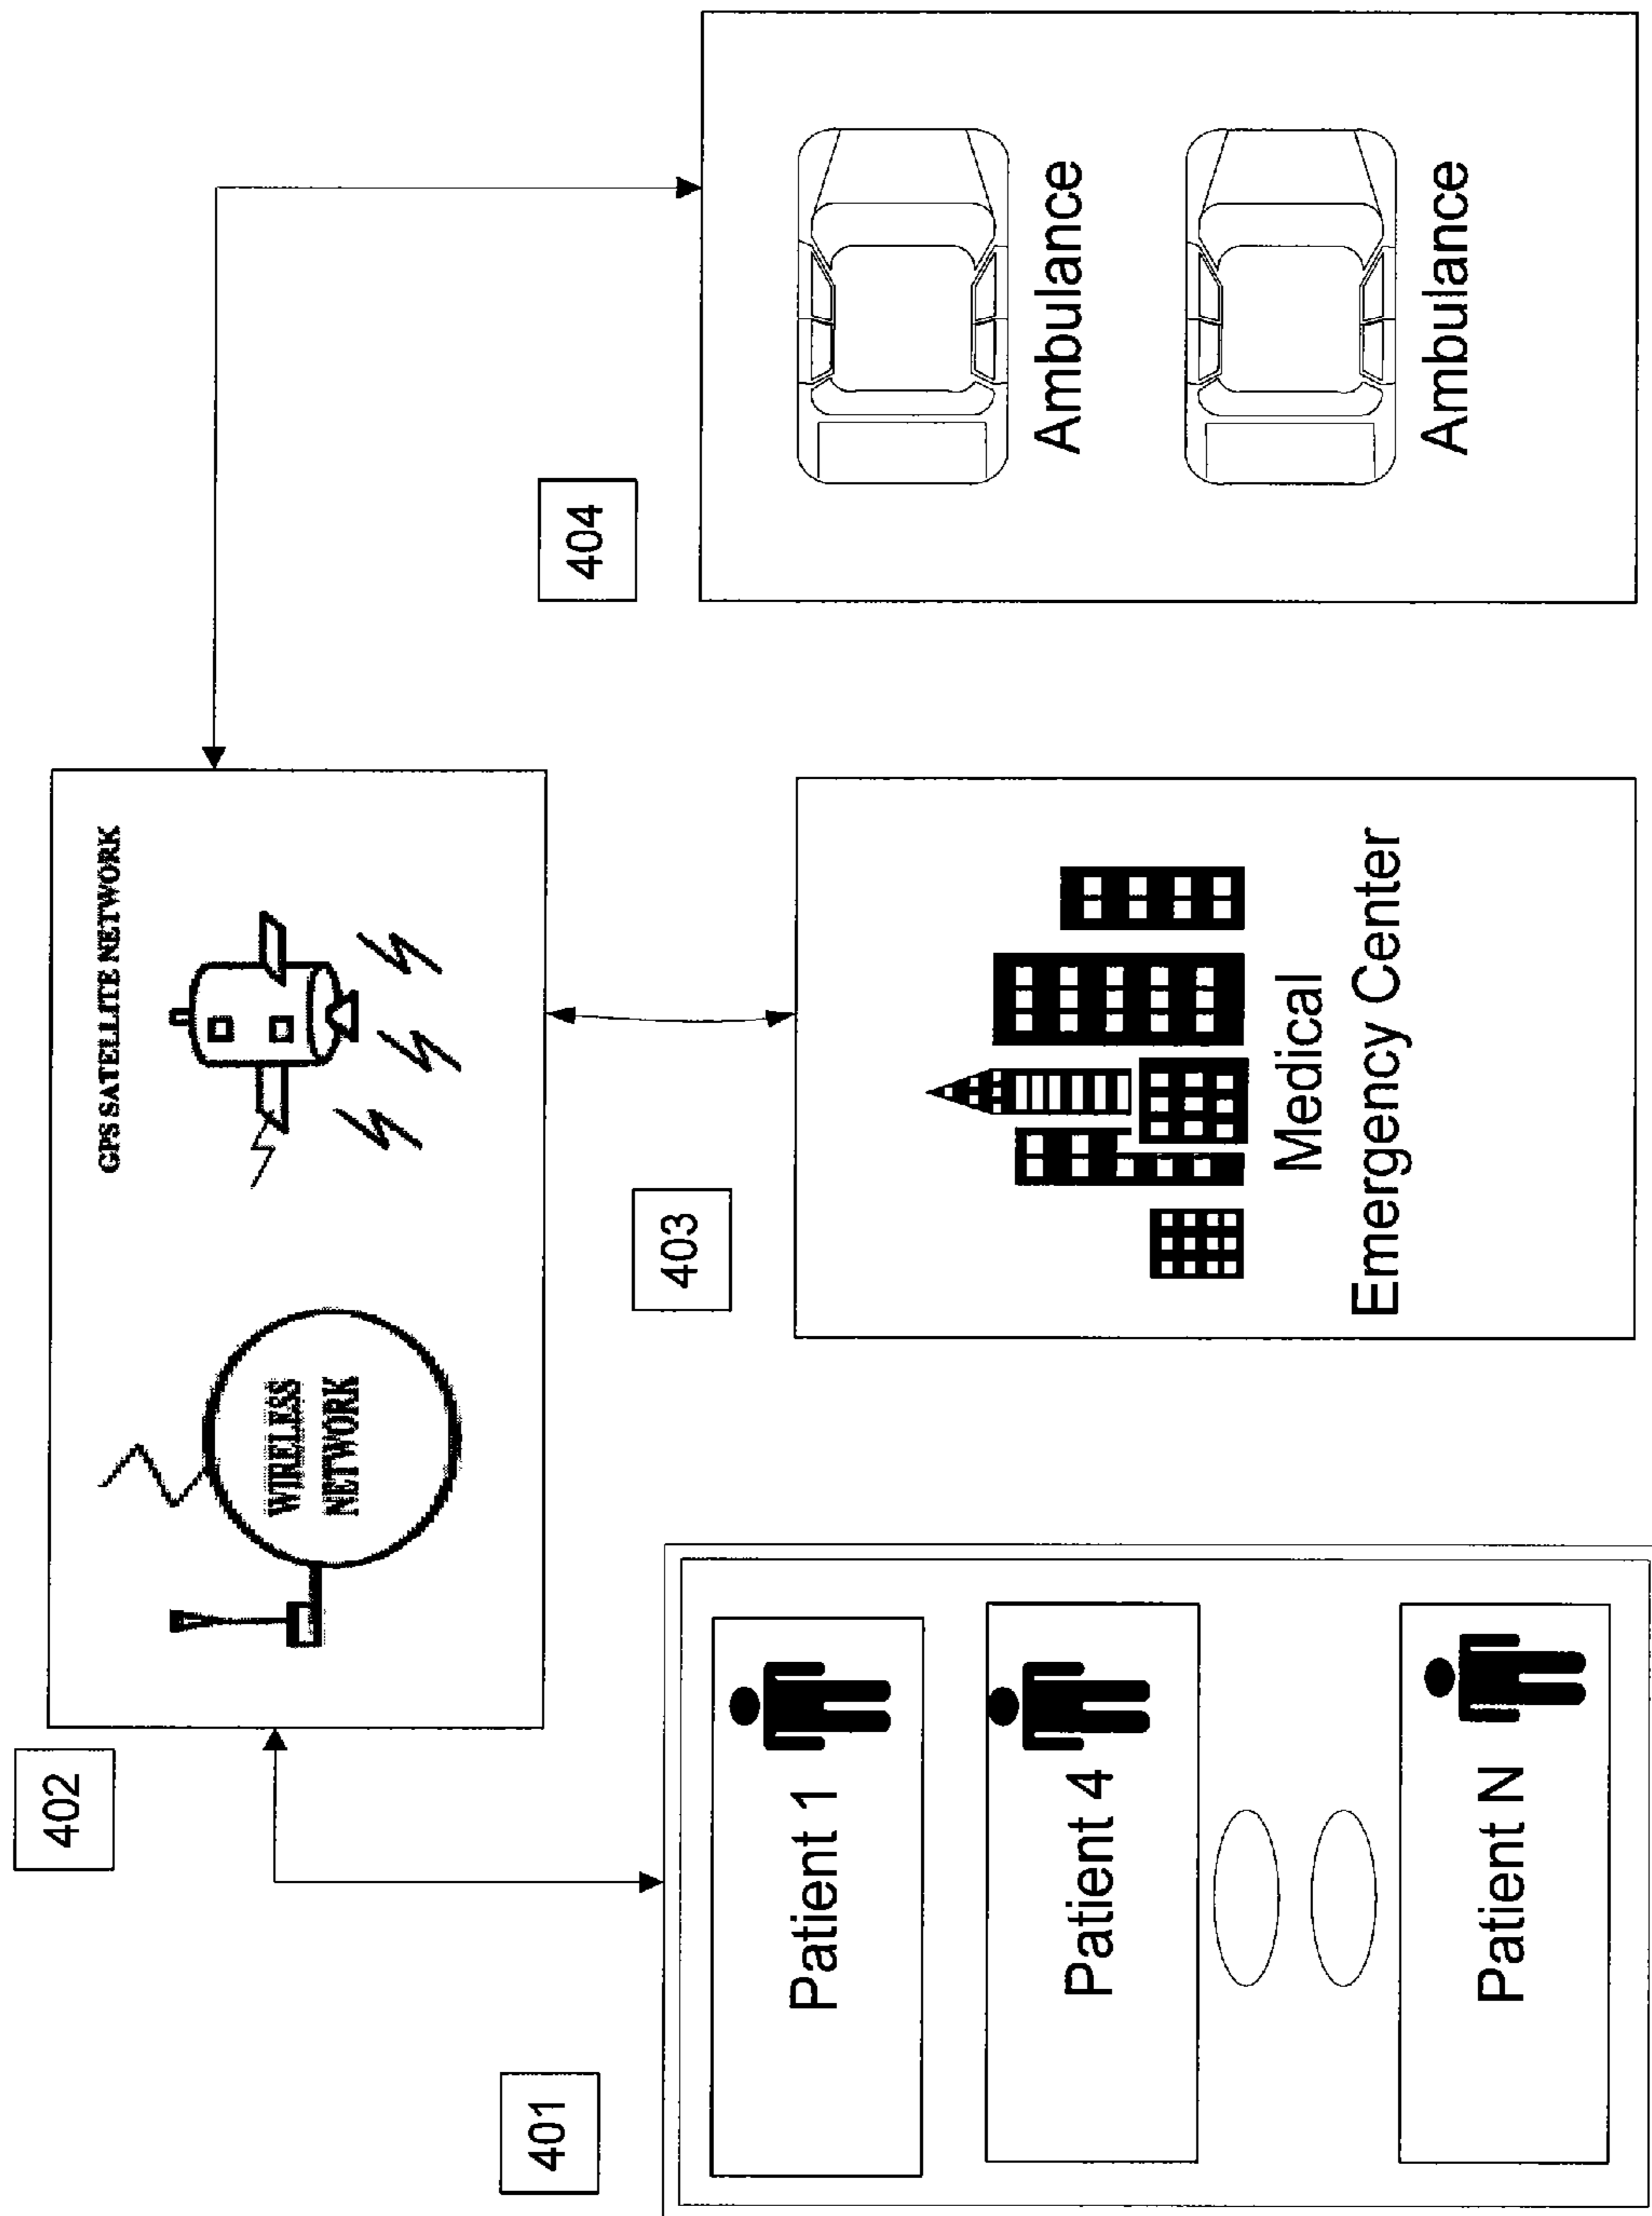 402
WIRELESS
NETWORK
GPS SATELLITE NETWORK
401
Patient 1
Patient 4
Patient N
403
Medical
Emergency Center
404
Ambulance
Ambulance